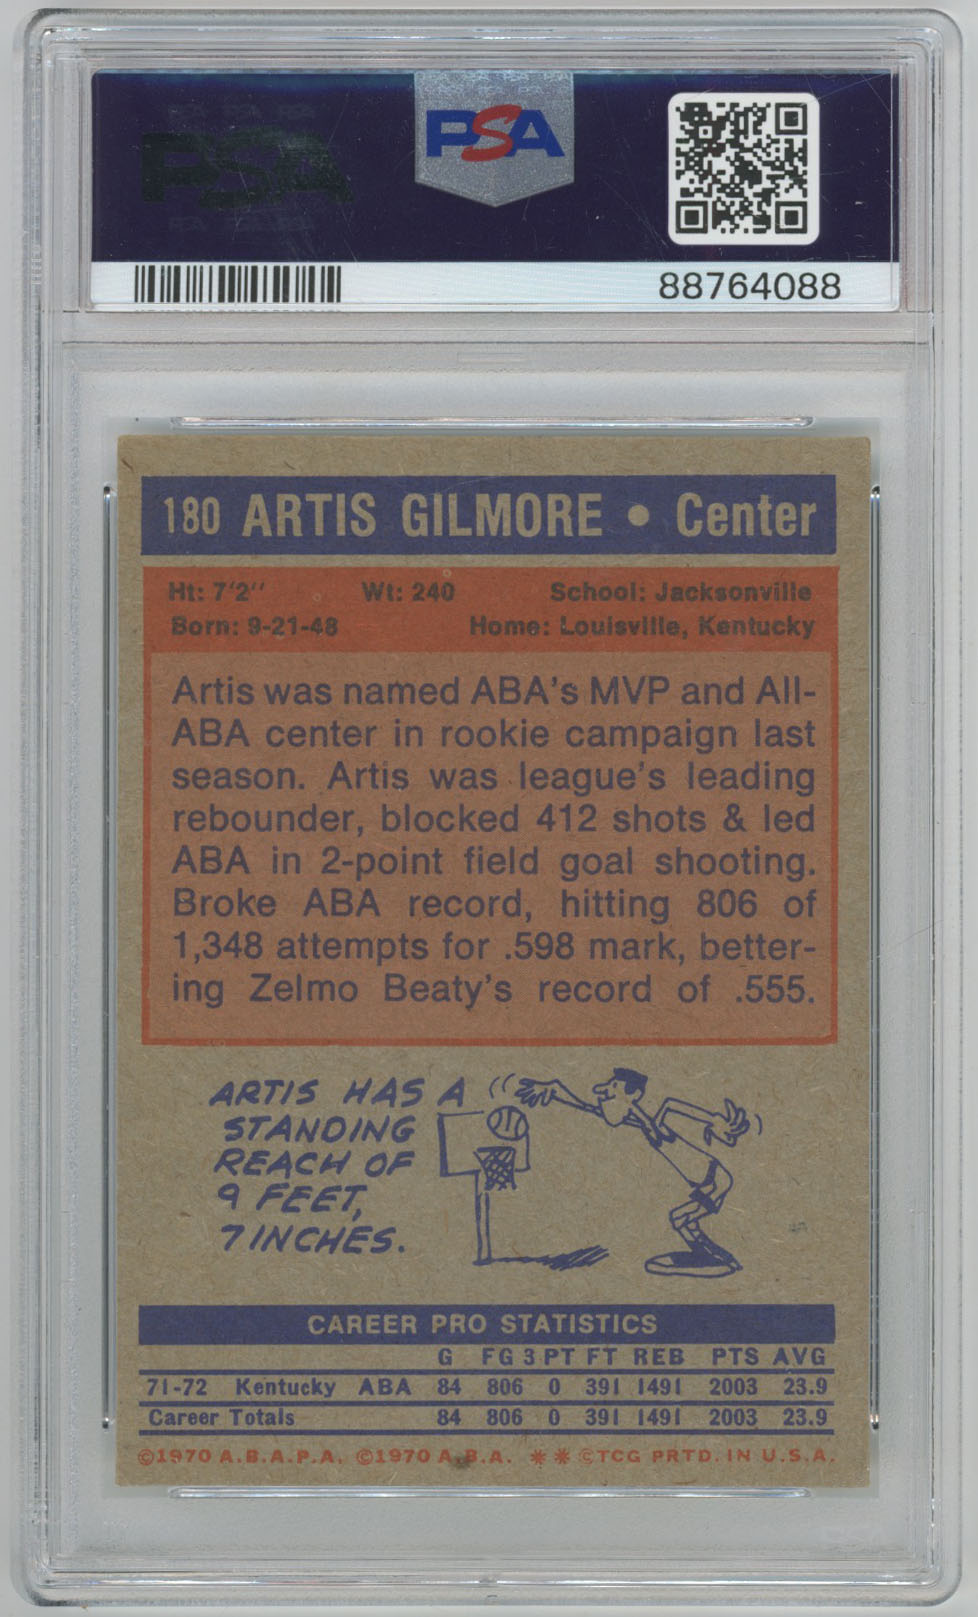 PSA
PSA
88764088
180 ARTIS GILMORE • Center
Ht: 7'2" Wt: 240 School: Jacksonville
Born: 9-21-48 Home: Louisville, Kentucky
Artis was named ABA's MVP and All-
ABA center in rookie campaign last
season. Artis was league's leading
rebounder, blocked 412 shots & led
ABA in 2-point field goal shooting.
Broke ABA record, hitting 806 of
1,348 attempts for .598 mark, better-
ing Zelmo Beaty's record of .555.
ARTIS HAS A
STANDING
REACH OF
9 FEET,
7 INCHES.
CAREER PRO STATISTICS
G FG 3PT FT REB PTS AVG
71-72 Kentucky ABA 84 806 0 391 1491 2003 23.9
Career Totals 84 806 0 391 1491 2003 23.9
©1970 A.B.A.P.A. ©1970 A.B.A. ** ©TCG PRTD. IN U.S.A.